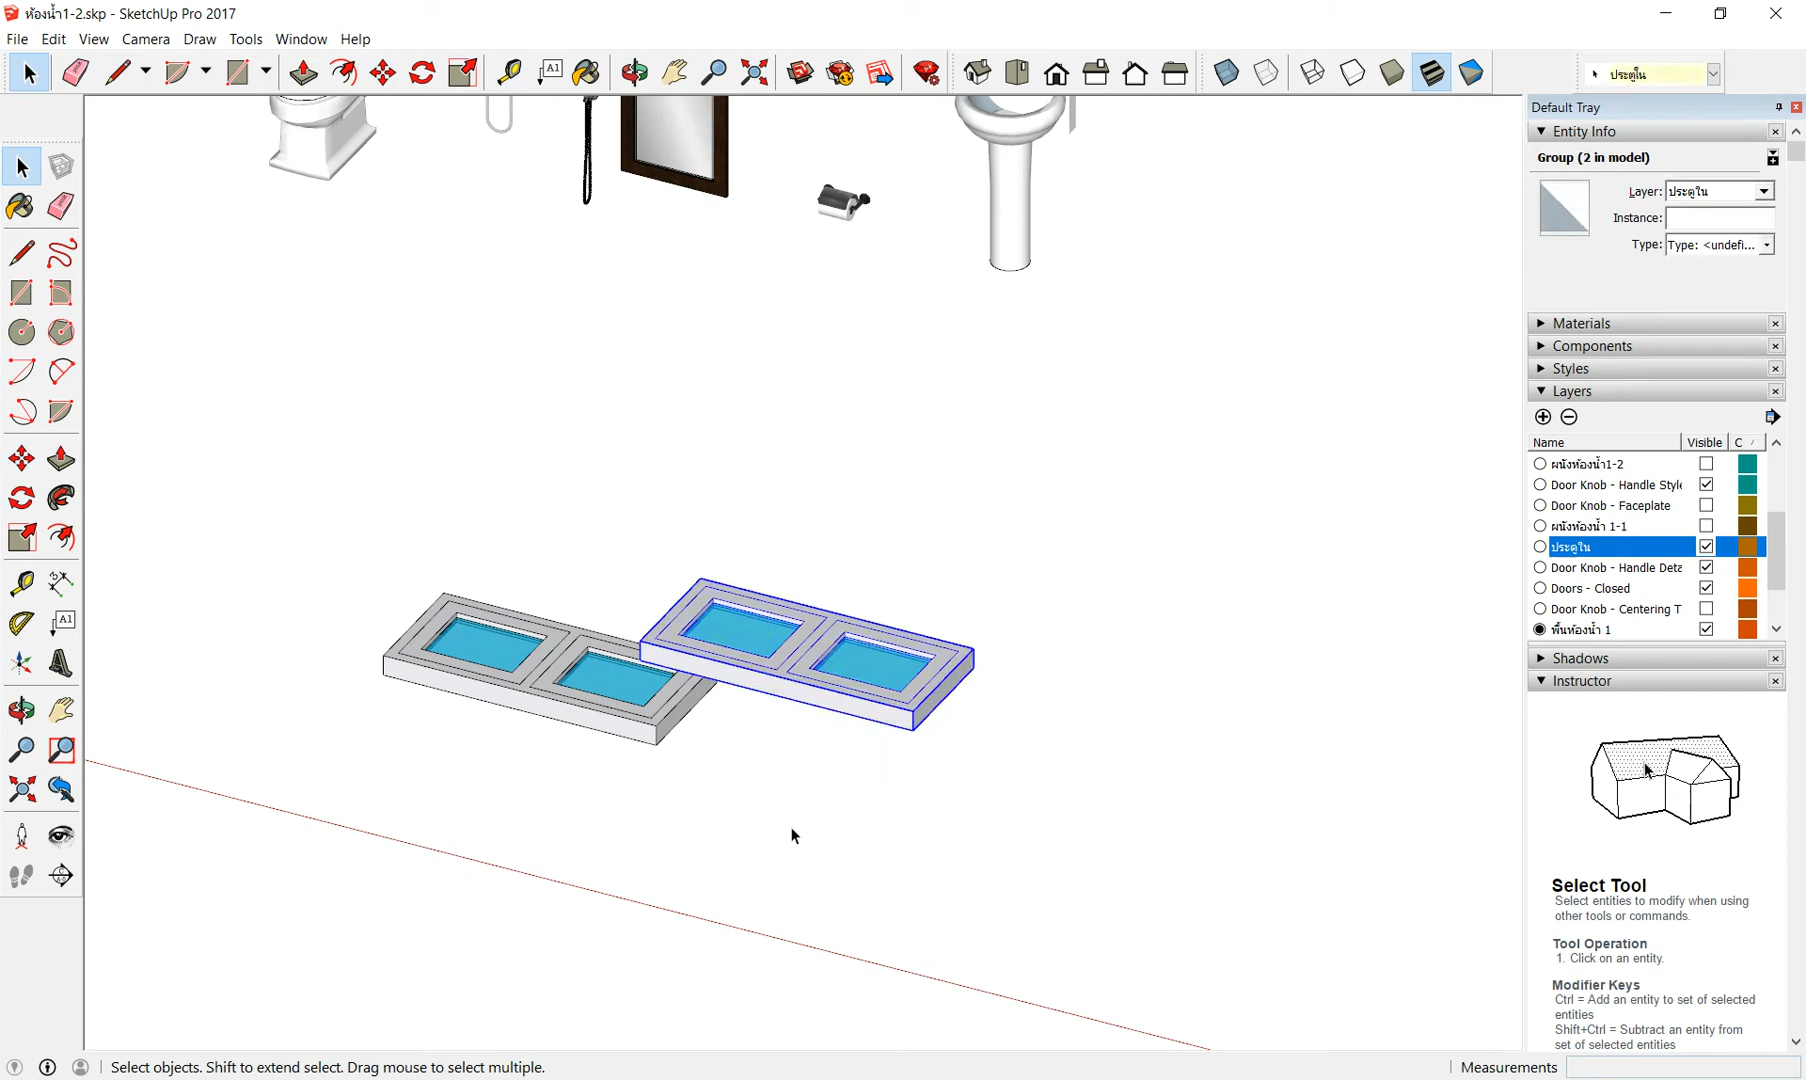 ห้องน้ำ1-2.skp - SketchUp Pro 2017
File Edit View Camera Draw Tools Window Help
A1
ประตูใน
Default Tray
Entity Info
Group (2 in model)
Layer: ประตูใน
Instance:
Type: Type: <undefi...
Materials
Components
Styles
Layers
Name Visible C
ผนังห้องน้ำ1-2
Door Knob - Handle Style
Door Knob - Faceplate
ผนังห้องน้ำ 1-1
ประตูใน
Door Knob - Handle Deta
Doors - Closed
Door Knob - Centering T
พื้นห้องน้ำ 1
A1
Shadows
Instructor
Select Tool
Select entities to modify when using
other tools or commands.
Tool Operation
1. Click on an entity.
Modifier Keys
Ctrl = Add an entity to set of selected
entities
Shift+Ctrl = Subtract an entity from
set of selected entities
Select objects. Shift to extend select. Drag mouse to select multiple.
Measurements